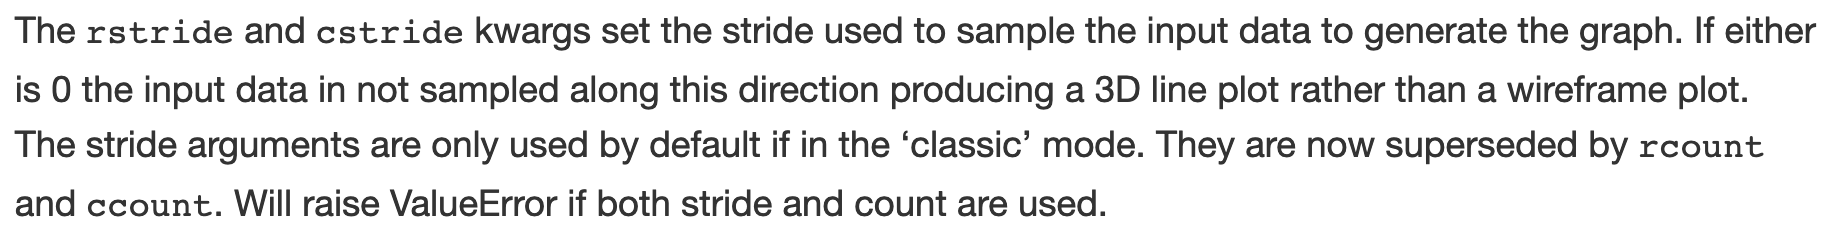 The rstride and cstride kwargs set the stride used to sample the input data to generate the graph. If either
is 0 the input data in not sampled along this direction producing a 3D line plot rather than a wireframe plot.
The stride arguments are only used by default if in the ‘classic’ mode. They are now superseded by rcount
and ccount. Will raise ValueError if both stride and count are used.